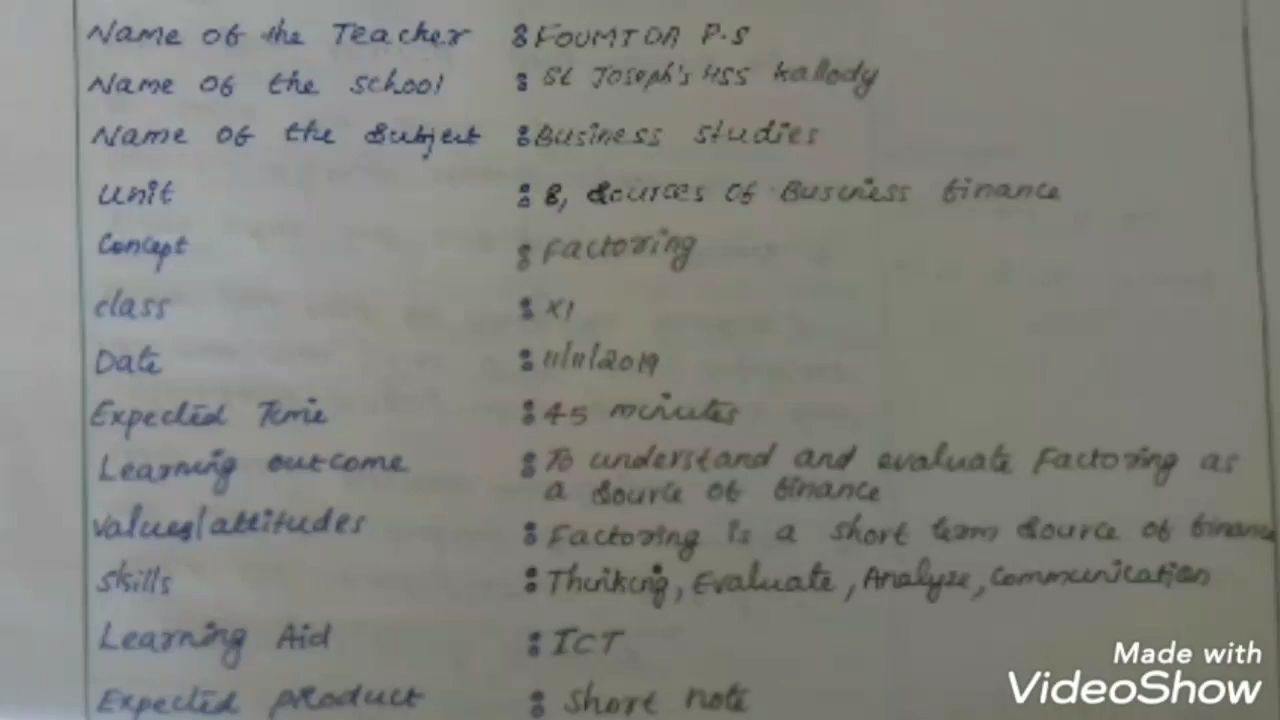 Name of the Teacher : FOUMTDA P.S
Name of the school : St Joseph's HSS kallody
Name of the Subject : Business studies
Unit : 8, Sources of Business finance
Concept : Factoring
class : XI
Date : 11/11/2019
Expected Time : 45 minutes
Learning outcome : To understand and evaluate Factoring as
a source of finance
Values/attitudes : Factoring is a short term source of finance
Skills : Thinking, Evaluate, Analyze, Communication
Learning Aid : ICT
Expected product : Short note
Made with
VideoShow